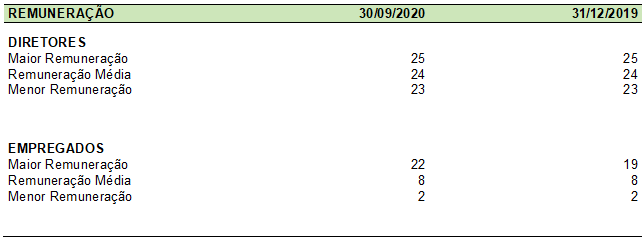 REMUNERAÇÃO 30/09/2020 31/12/2019
DIRETORES
Maior Remuneração 25 25
Remuneração Média 24 24
Menor Remuneração 23 23
EMPREGADOS
Maior Remuneração 22 19
Remuneração Média 8 8
Menor Remuneração 2 2